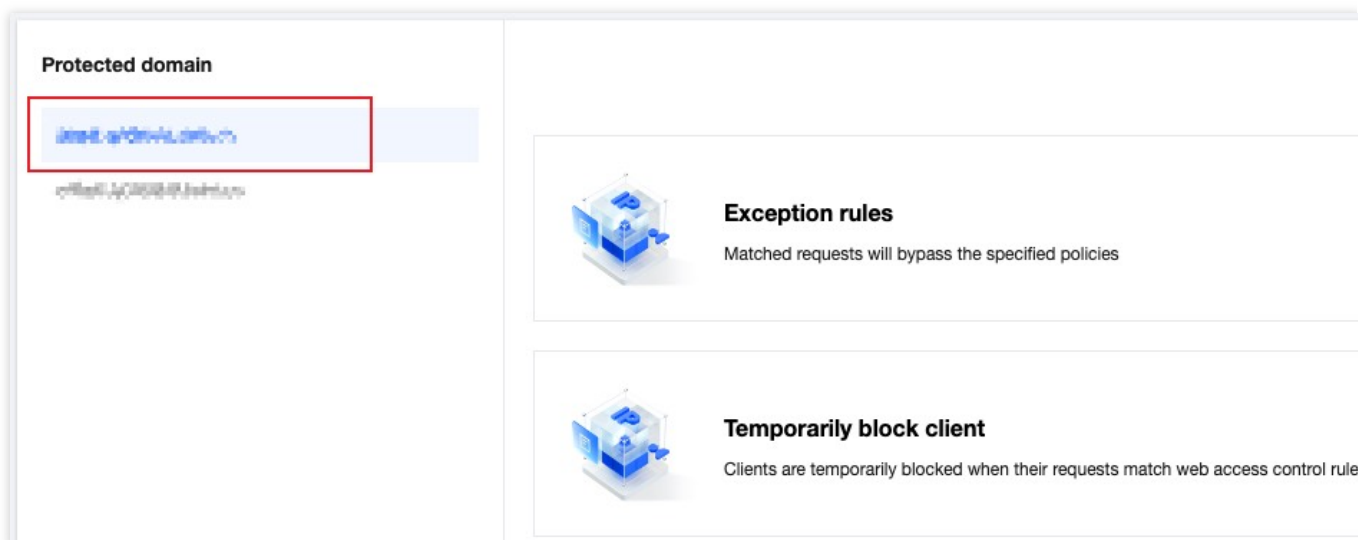 Protected domain
Exception rules
Matched requests will bypass the specified policies
Temporarily block client
Clients are temporarily blocked when their requests match web access control rule